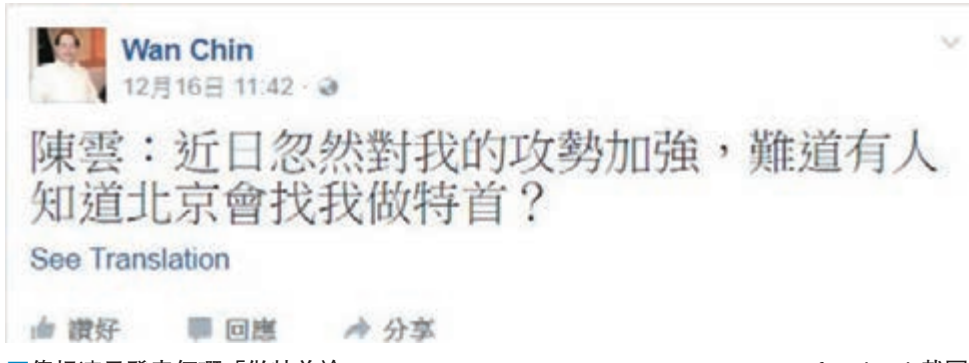 Wan Chin
12月16日 11:42
陳雲：近日忽然對我的攻勢加強，難道有人
知道北京會找我做特首？
See Translation
讚好 回應 分享